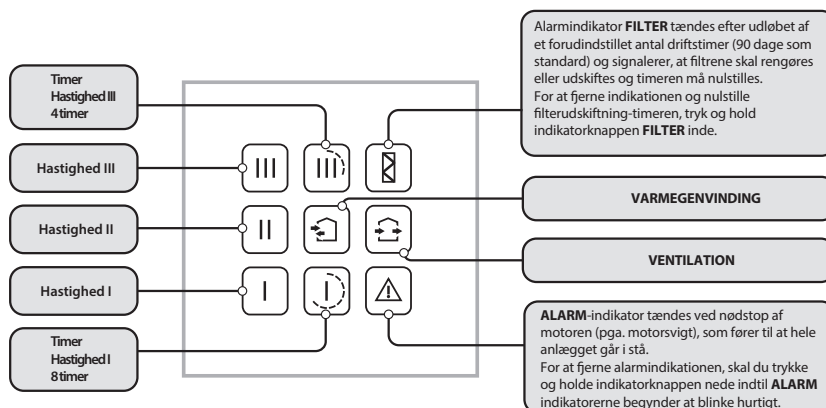 Timer
Hastighed III
4 timer
Hastighed III
Hastighed II
Hastighed I
Timer
Hastighed I
8 timer
III
III
II
I
I
Alarmindikator FILTER tændes efter udløbet af
et forudindstillet antal driftstimer (90 dage som
standard) og signalerer, at filtrene skal rengøres
eller udskiftes og timeren må nulstilles.
For at fjerne indikationen og nulstille
filterudskiftning-timeren, tryk og hold
indikatorknappen FILTER inde.
VARMEGENVINDING
VENTILATION
ALARM-indikator tændes ved nødstop af
motoren (pga. motorsvigt), som fører til at hele
anlægget går i stå.
For at fjerne alarmindikationen, skal du trykke
og holde indikatorknappen nede indtil ALARM
indikatorerne begynder at blinke hurtigt.